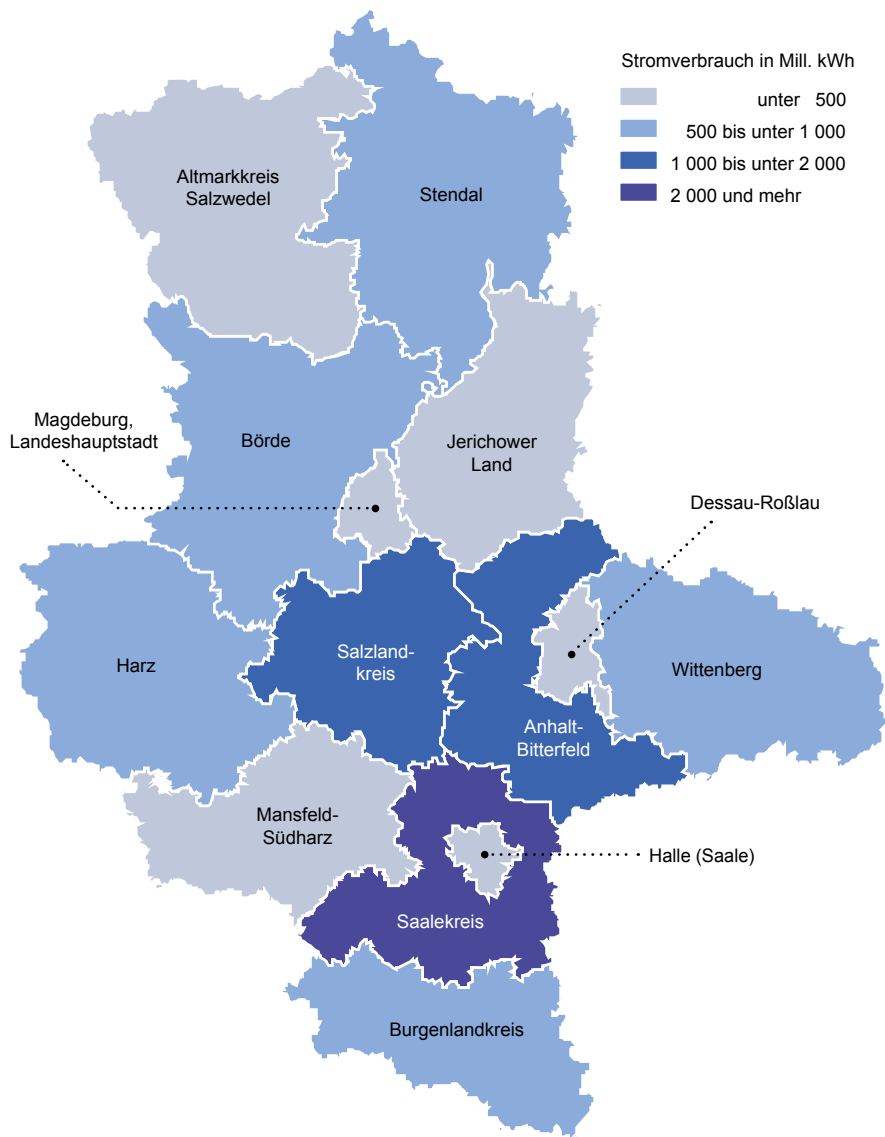 Stromverbrauch in Mill. kWh
unter 500
500 bis unter 1 000
1 000 bis unter 2 000
2 000 und mehr
Altmarkkreis
Salzwedel
Stendal
Magdeburg,
Landeshauptstadt
Börde
Jerichower
Land
Dessau-Roßlau
Harz
Salzland-
kreis
Wittenberg
Anhalt-
Bitterfeld
Mansfeld-
Südharz
Halle (Saale)
Saalekreis
Burgenlandkreis